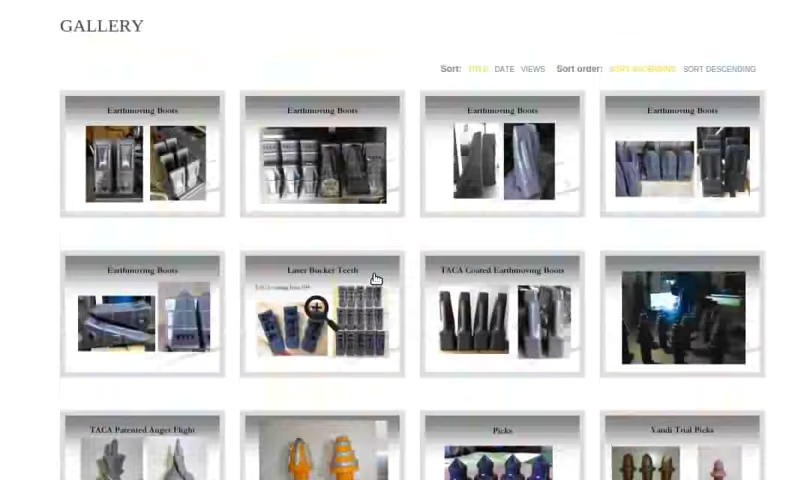 GALLERY
Sort: TITLE DATE VIEWS Sort order: SORT ASCENDING SORT DESCENDING
Earthmoving Boots
Earthmoving Boots
Earthmoving Boots
Earthmoving Boots
Earthmoving Boots
Laser Bucket Teeth
TACA Coated Earthmoving Boots
TACA Patented Auger Flight
Picks
Yandi Trial Picks